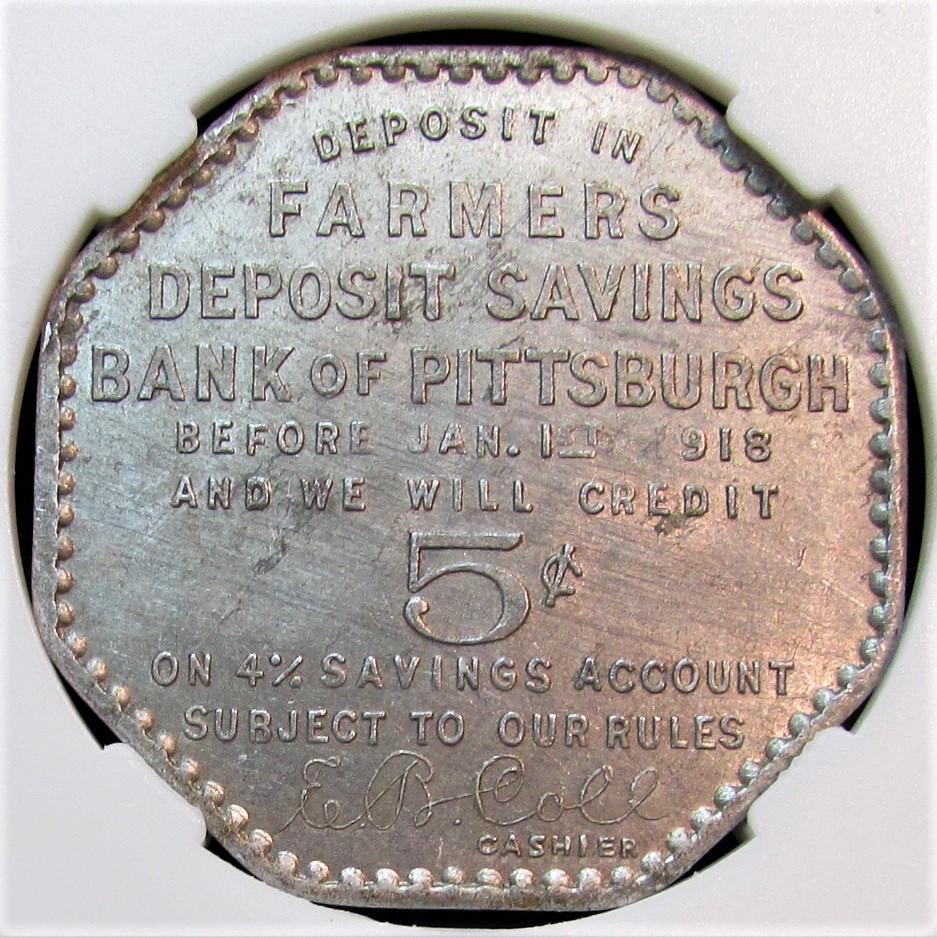 DEPOSIT IN
FARMERS
DEPOSIT SAVINGS
BANK OF PITTSBURGH
BEFORE JAN. 1ST 918
AND WE WILL CREDIT
5¢
ON 4% SAVINGS ACCOUNT
SUBJECT TO OUR RULES
E. B. Coll
CASHIER